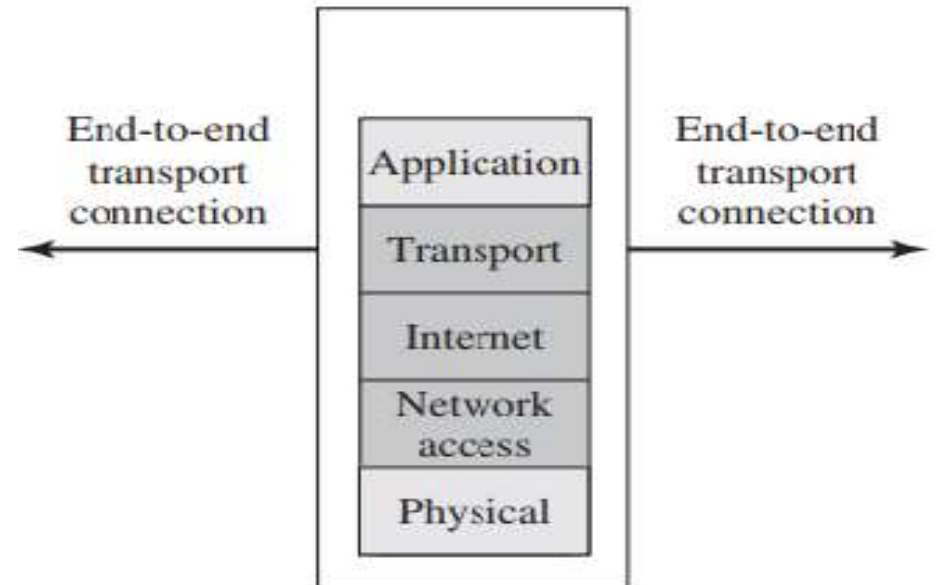 End-to-end
transport
connection
Application
Transport
Internet
Network
access
Physical
End-to-end
transport
connection